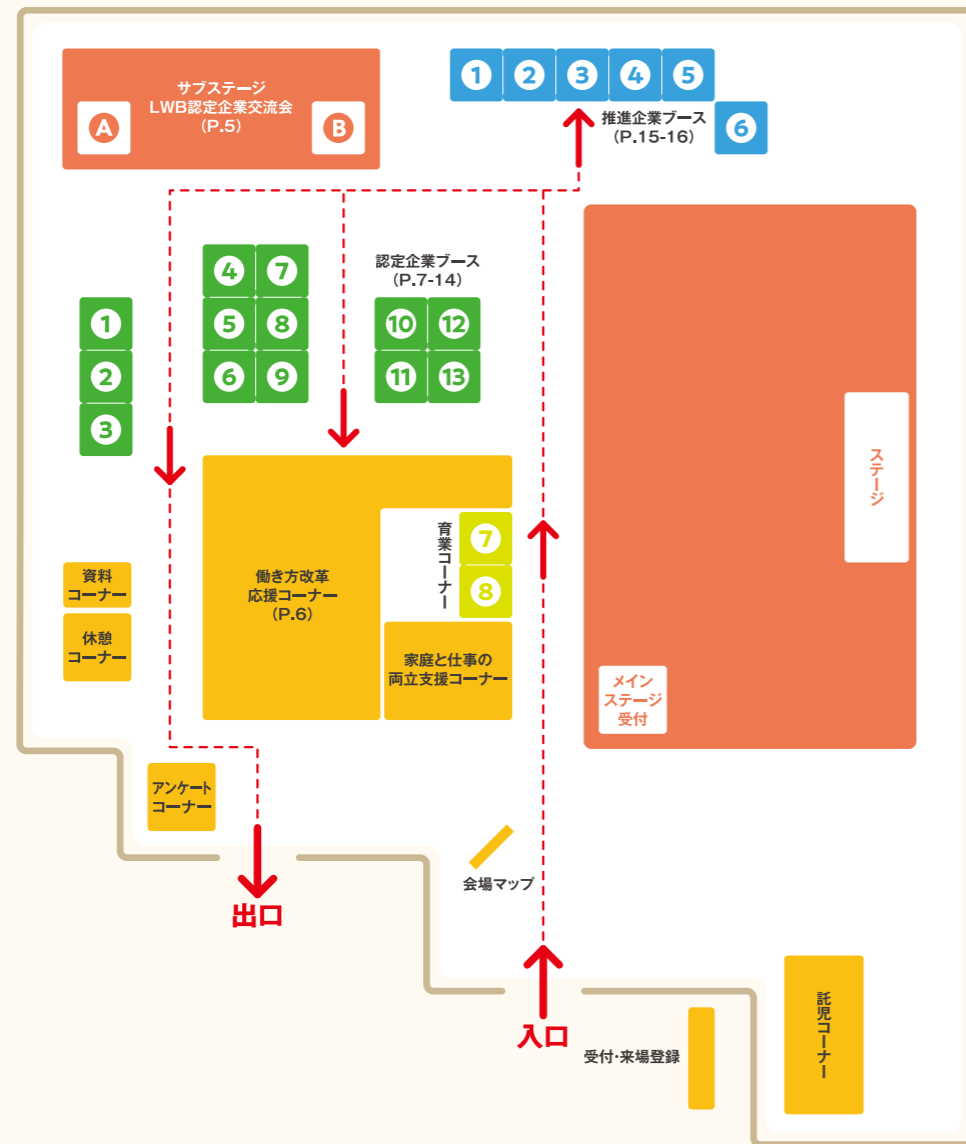 サブステージ
LWB認定企業交流会
(P.5)
A
B
1
2
3
4
5
6
推進企業ブース
(P.15-16)
認定企業ブース
(P.7-14)
1
2
3
4
7
5
8
6
9
10
12
11
13
ステージ
メイン
ステージ
受付
働き方改革
応援コーナー
(P.6)
育業コーナー
7
8
家庭と仕事の
両立支援コーナー
資料
コーナー
休憩
コーナー
アンケート
コーナー
会場マップ
出口
入口
受付・来場登録
託児コーナー